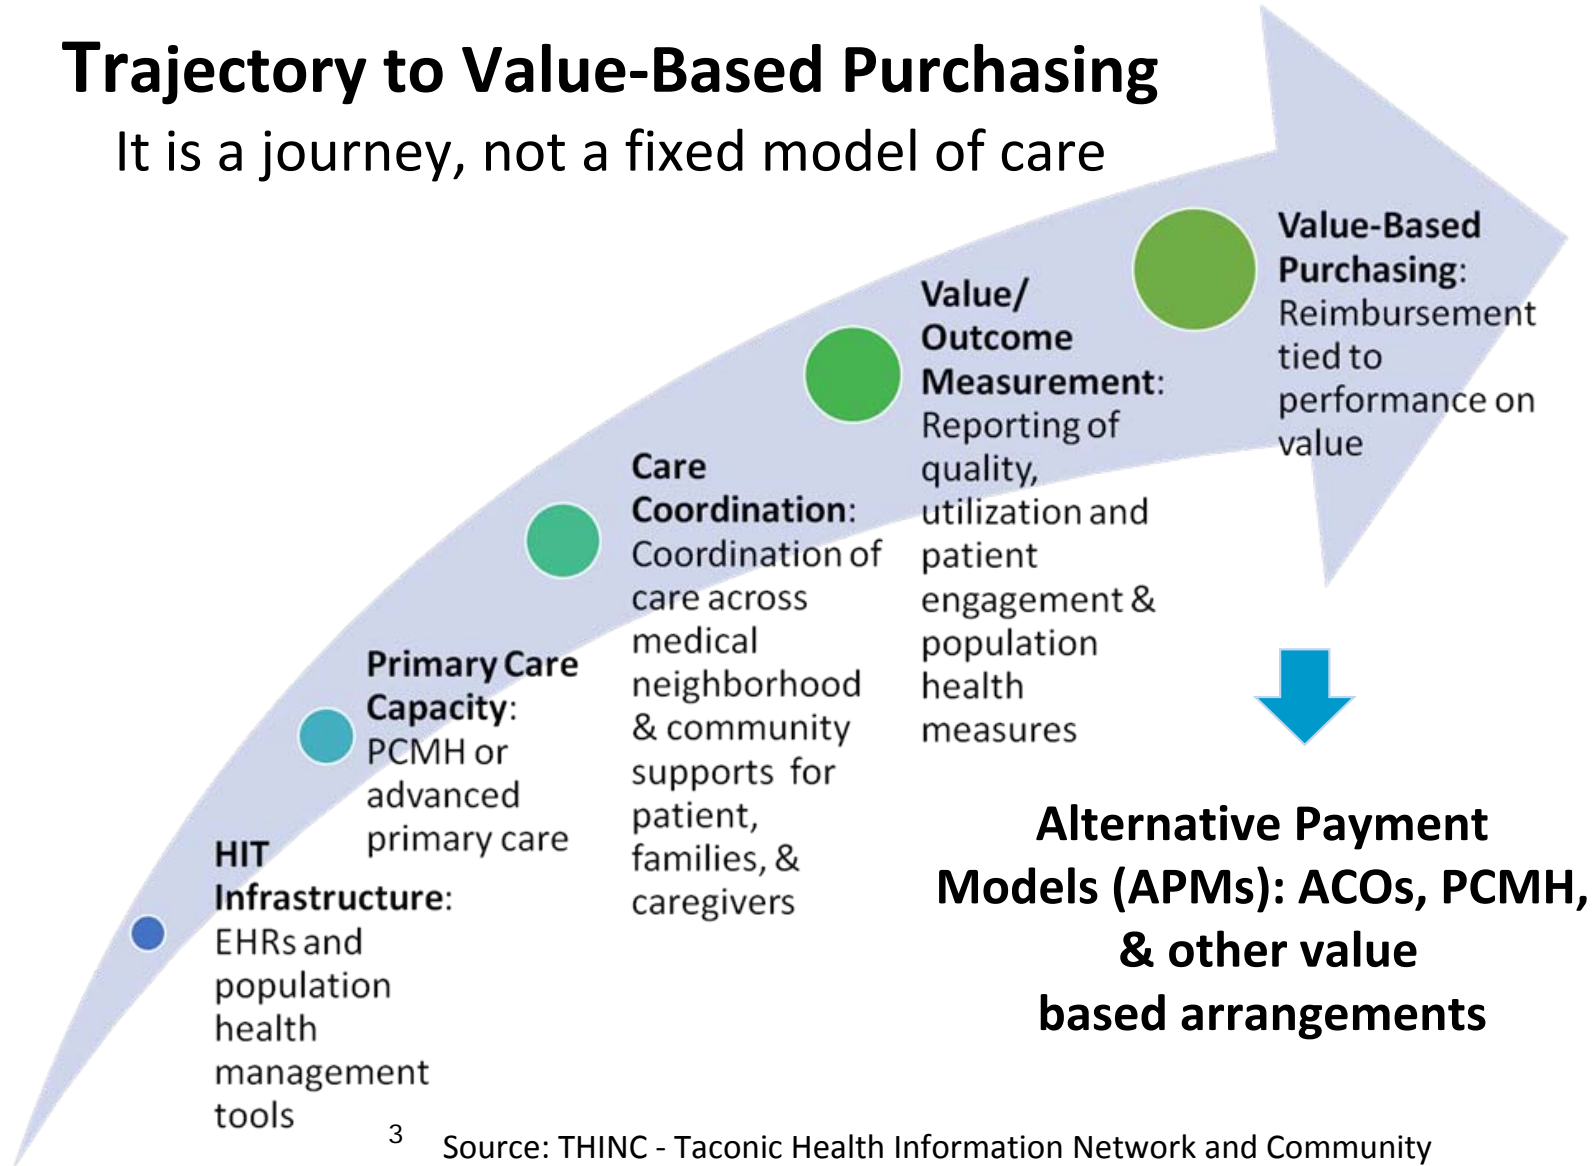 Trajectory to Value-Based Purchasing
It is a journey, not a fixed model of care
HIT
Infrastructure:
EHRs and
population
health
management
tools
Primary Care
Capacity:
PCMH or
advanced
primary care
Care
Coordination:
Coordination of
care across
medical
neighborhood
& community
supports for
patient,
families, &
caregivers
Value/
Outcome
Measurement:
Reporting of
quality,
utilization and
patient
engagement &
population
health
measures
Value-Based
Purchasing:
Reimbursement
tied to
performance on
value
Alternative Payment
Models (APMs): ACOs, PCMH,
& other value
based arrangements
3
Source: THINC - Taconic Health Information Network and Community